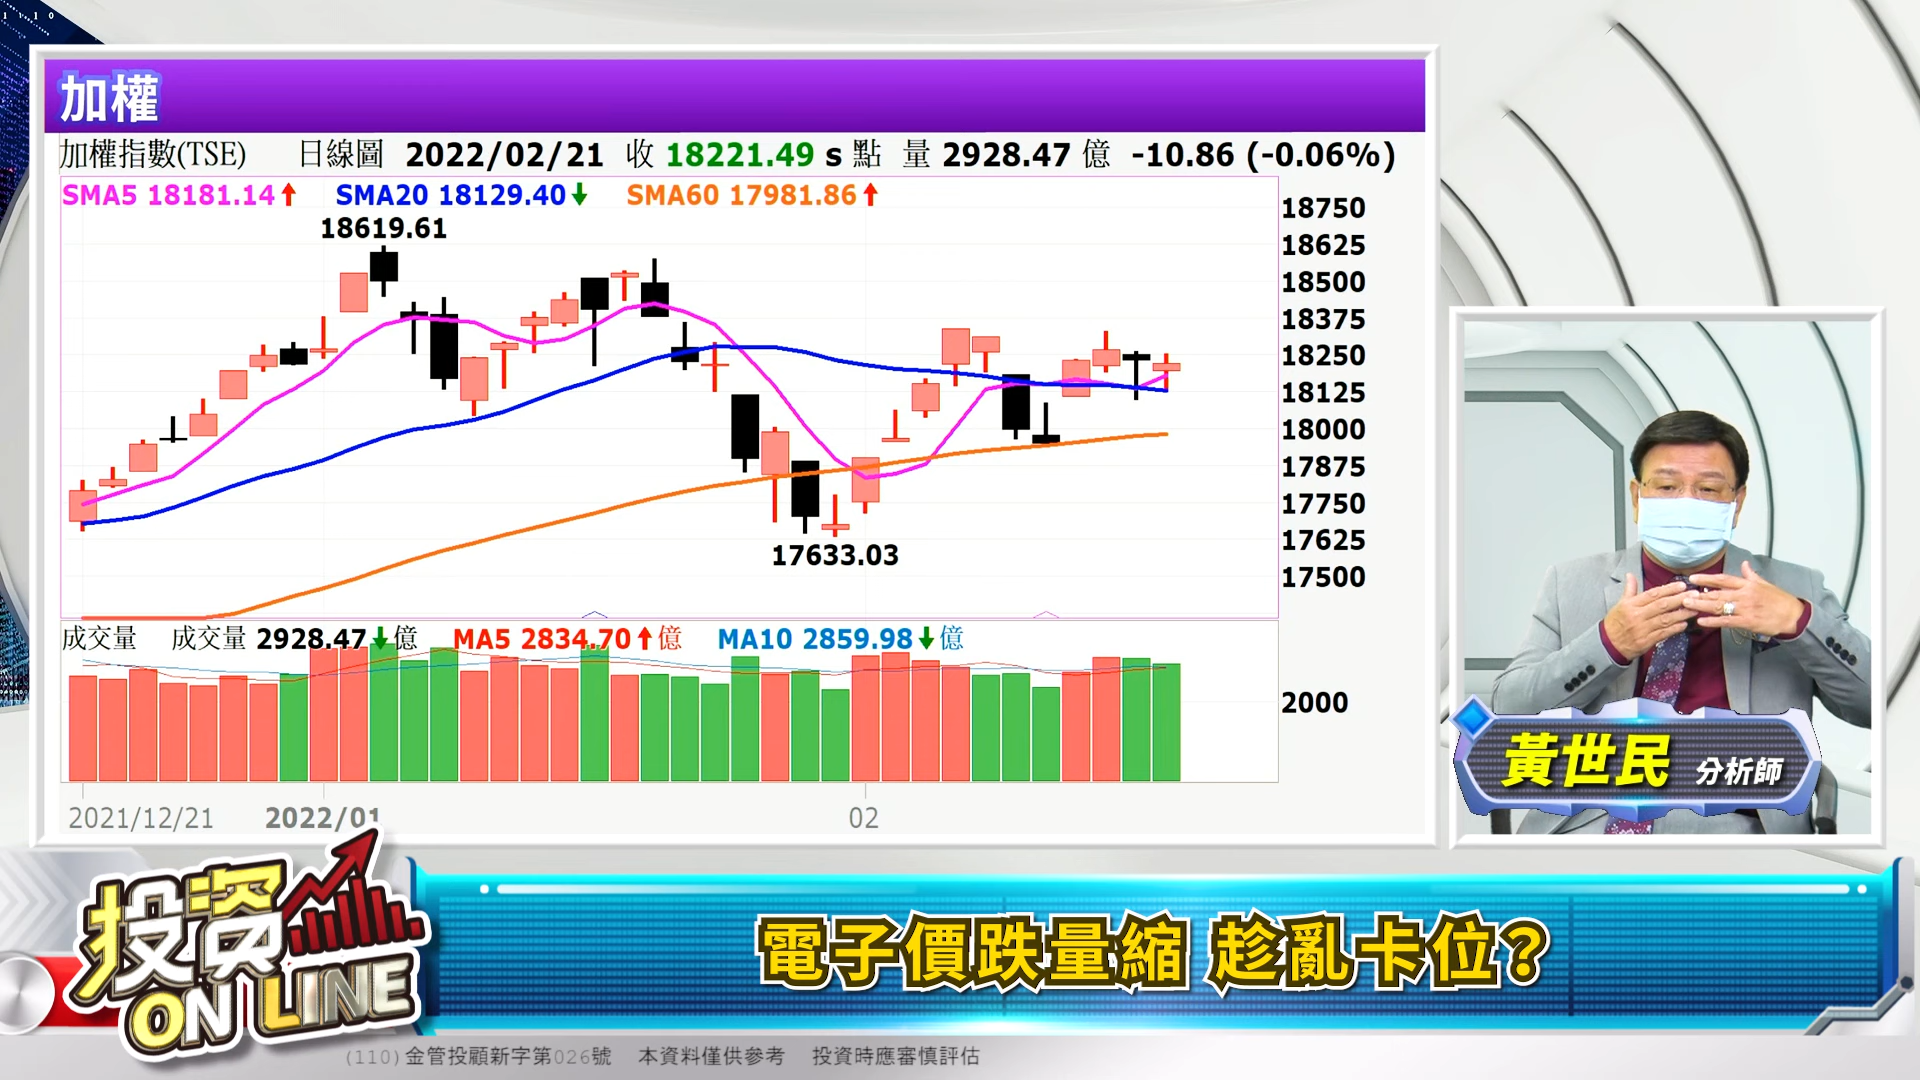 1 1 1 0
加權
加權指數(TSE) 日線圖 2022/02/21 收 18221.49 s 點 量 2928.47 億 -10.86 (-0.06%)
SMA5 18181.14 SMA20 18129.40 SMA60 17981.86
18619.61
17633.03
18750
18625
18500
18375
18250
18125
18000
17875
17750
17625
17500
成交量 成交量 2928.47 億 MA5 2834.70 億 MA10 2859.98 億
2000
2021/12/21 2022/01 02
黃世民 分析師
投資
ON LINE
電子價跌量縮 趁亂卡位?
(110)金管投顧新字第026號 本資料僅供參考 投資時應審慎評估